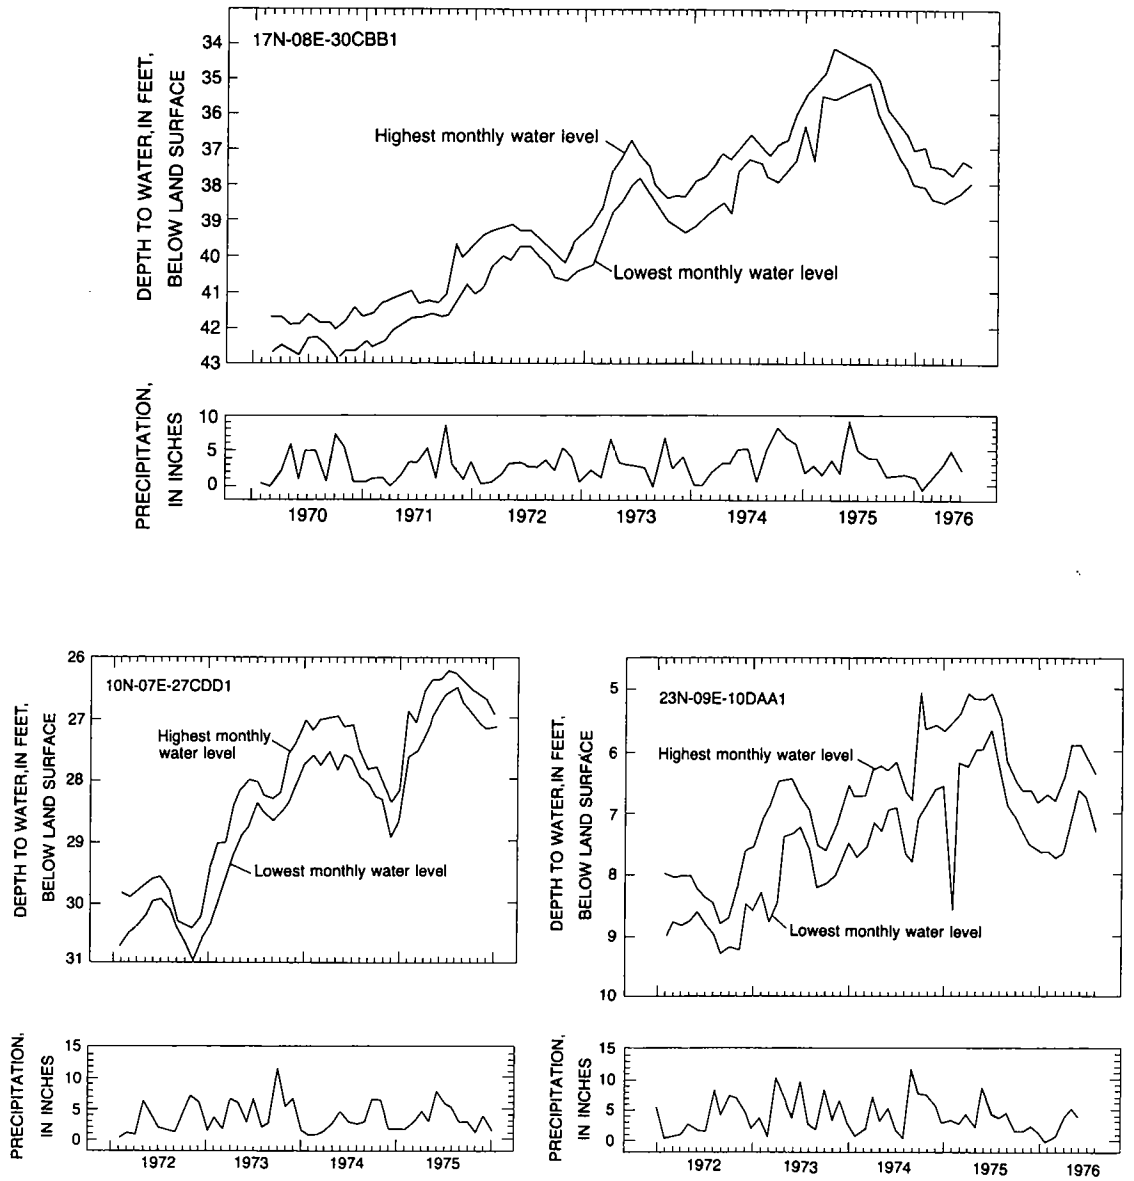 17N-08E-30CBB1
DEPTH TO WATER,IN FEET,
BELOW LAND SURFACE
34
35
36
37
38
39
40
41
42
43
Highest monthly water level
Lowest monthly water level
PRECIPITATION,
IN INCHES
10
5
0
1970 1971 1972 1973 1974 1975 1976
10N-07E-27CDD1
DEPTH TO WATER,IN FEET,
BELOW LAND SURFACE
26
27
28
29
30
31
Highest monthly
water level
Lowest monthly water level
PRECIPITATION,
IN INCHES
15
10
5
0
1972 1973 1974 1975
23N-09E-10DAA1
DEPTH TO WATER,IN FEET,
BELOW LAND SURFACE
5
6
7
8
9
10
Highest monthly water level
Lowest monthly water level
PRECIPITATION,
IN INCHES
15
10
5
0
1972 1973 1974 1975 1976